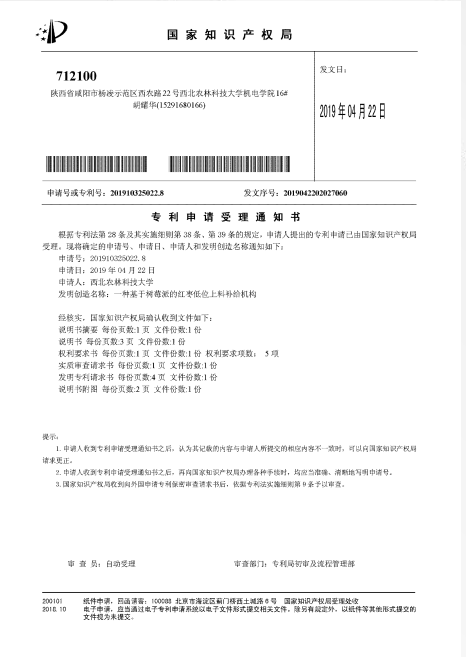 国家知识产权局
712100
陕西省咸阳市杨凌示范区西农路22号西北农林科技大学机电学院16#
胡耀华(15291680166)
发文日：
2019年04月22日
申请号或专利号：201910325022.8
发文序号：2019042202027060
专利申请受理通知书
根据专利法第28条及其实施细则第38条、第39条的规定，申请人提出的专利申请已由国家知识产权局
受理。现将确定的申请号、申请日、申请人和发明创造名称通知如下：
申请号：201910325022.8
申请日：2019年04月22日
申请人：西北农林科技大学
发明创造名称：一种基于树莓派的红枣低位上料补给机构
经核实，国家知识产权局确认收到文件如下：
说明书摘要 每份页数:1页 文件份数:1份
说明书 每份页数:3页 文件份数:1份
权利要求书 每份页数:1页 文件份数:1份 权利要求项数： 5项
实质审查请求书 每份页数:1页 文件份数:1份
发明专利请求书 每份页数:4页 文件份数:1份
说明书附图 每份页数:2页 文件份数:1份
提示：
1.申请人收到专利申请受理通知书之后，认为其记载的内容与申请人所提交的相应内容不一致时，可以向国家知识产权局
请求更正。
2.申请人收到专利申请受理通知书之后，再向国家知识产权局办理各种手续时，均应当准确、清晰地写明申请号。
3.国家知识产权局收到向外国申请专利保密审查请求书后，依据专利法实施细则第9条予以审查。
审 查 员：自动受理
审查部门：专利局初审及流程管理部
200101
2018.10
纸件申请，回函请寄：100088 北京市海淀区蓟门桥西土城路6号 国家知识产权局受理处收
电子申请，应当通过电子专利申请系统以电子文件形式提交相关文件。除另有规定外，以纸件等其他形式提交的
文件视为未提交。